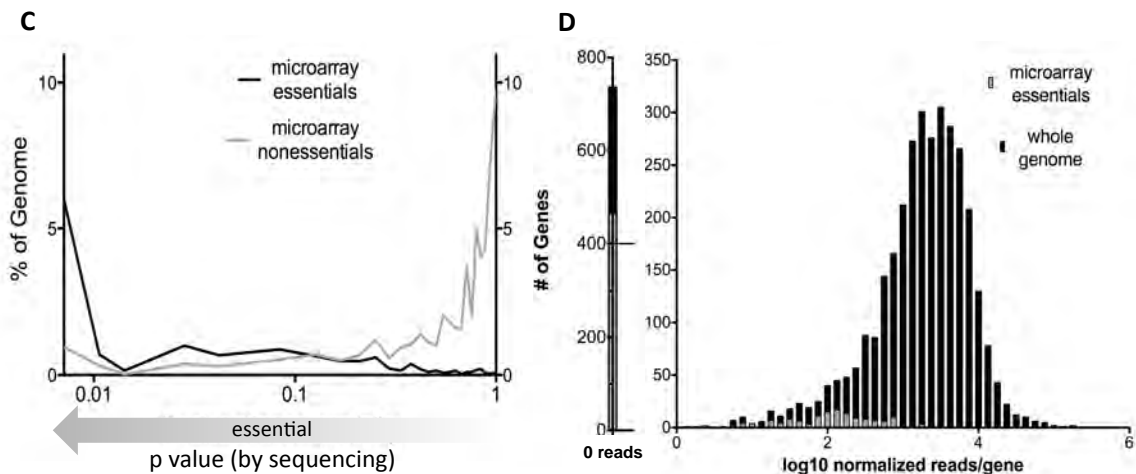 C
10
5
0
% of Genome
microarray
essentials
microarray
nonessentials
10
5
0
0.01
0.1
1
essential
p value (by sequencing)
D
800
600
400
200
0
# of Genes
0 reads
350
300
250
200
150
100
50
0
microarray
essentials
whole
genome
0
2
4
6
log10 normalized reads/gene